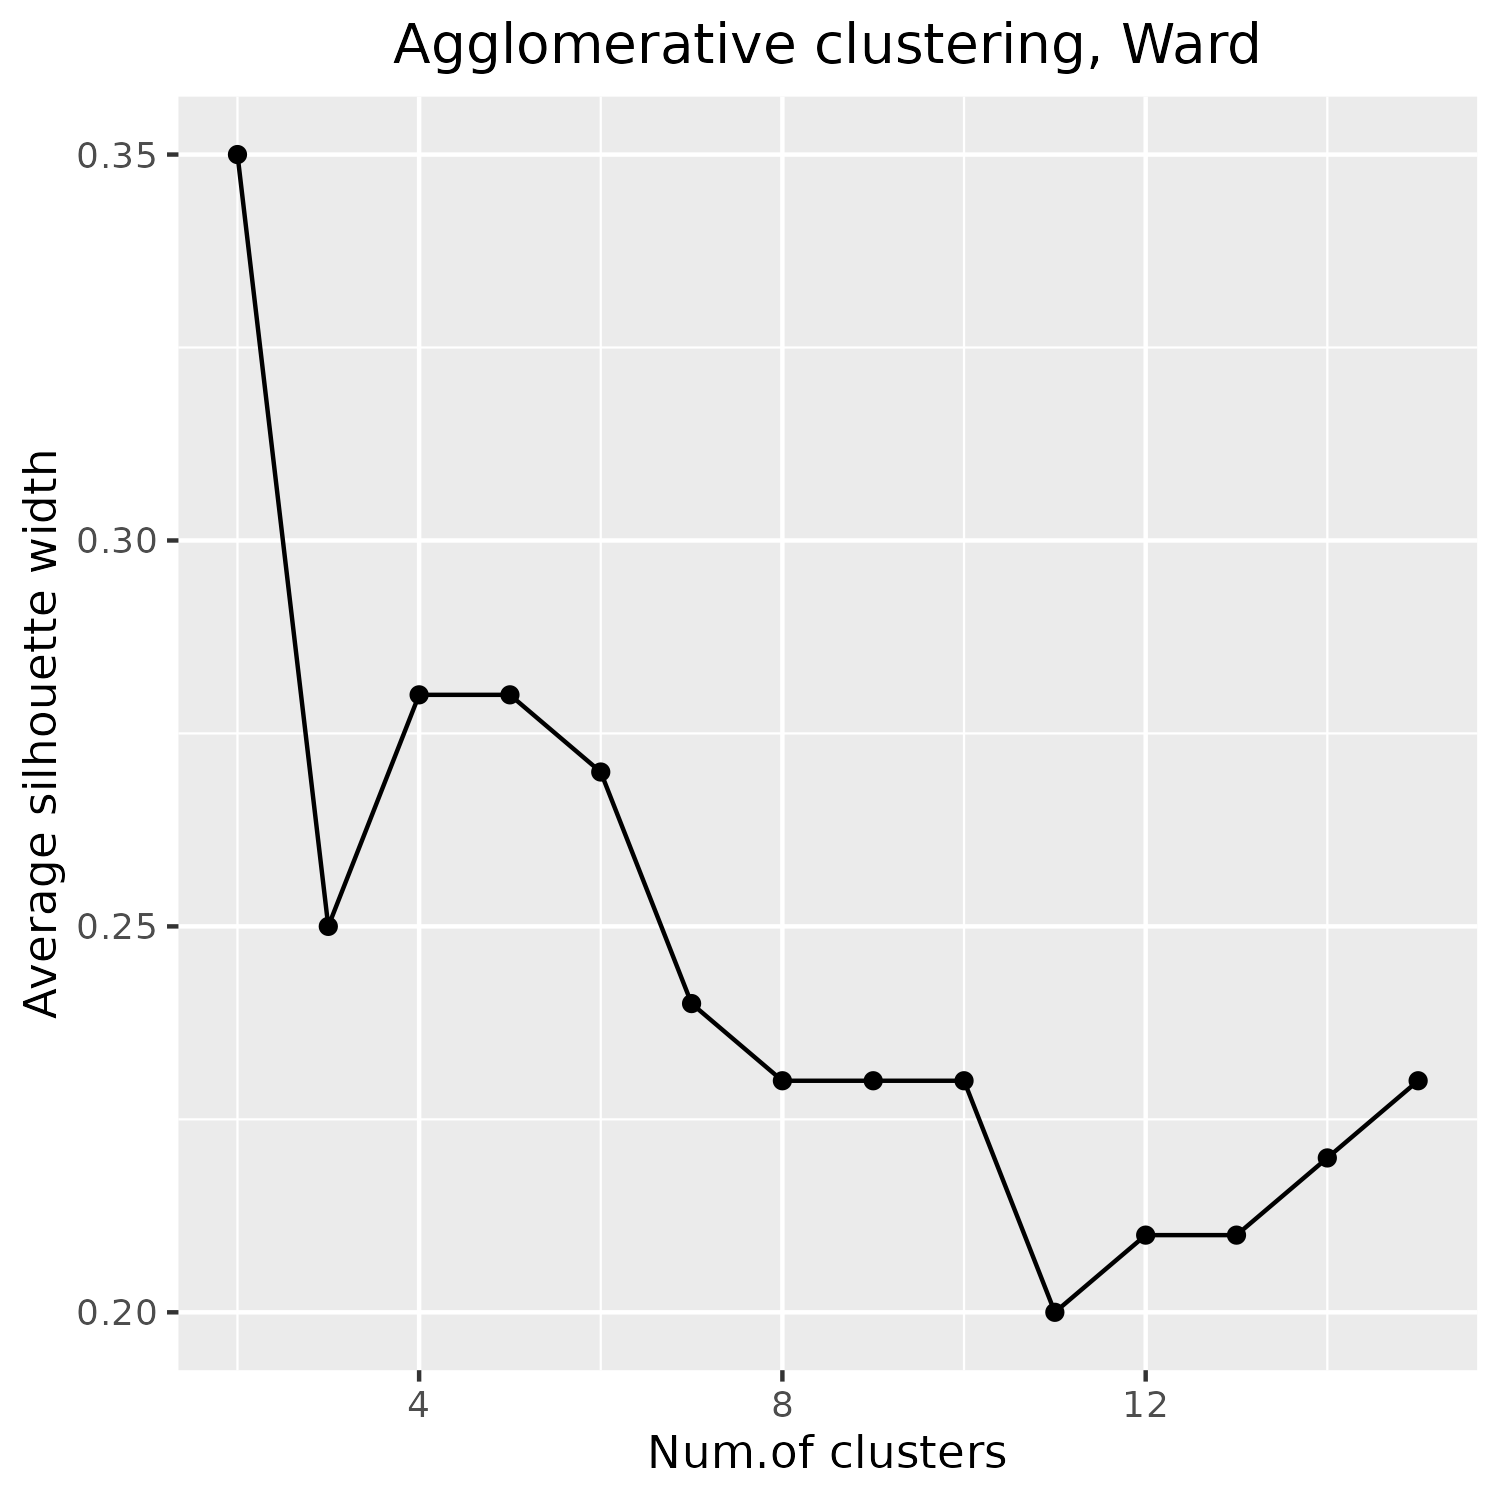 Agglomerative clustering, Ward
0.35
0.30
0.25
0.20
Average silhouette width
4 8 12
Num.of clusters